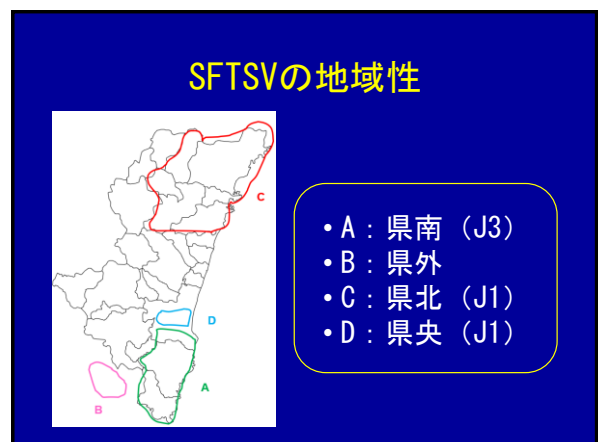 SFTSVの地域性
C
D
A
B
・A：県南（J3）
・B：県外
・C：県北（J1）
・D：県央（J1）